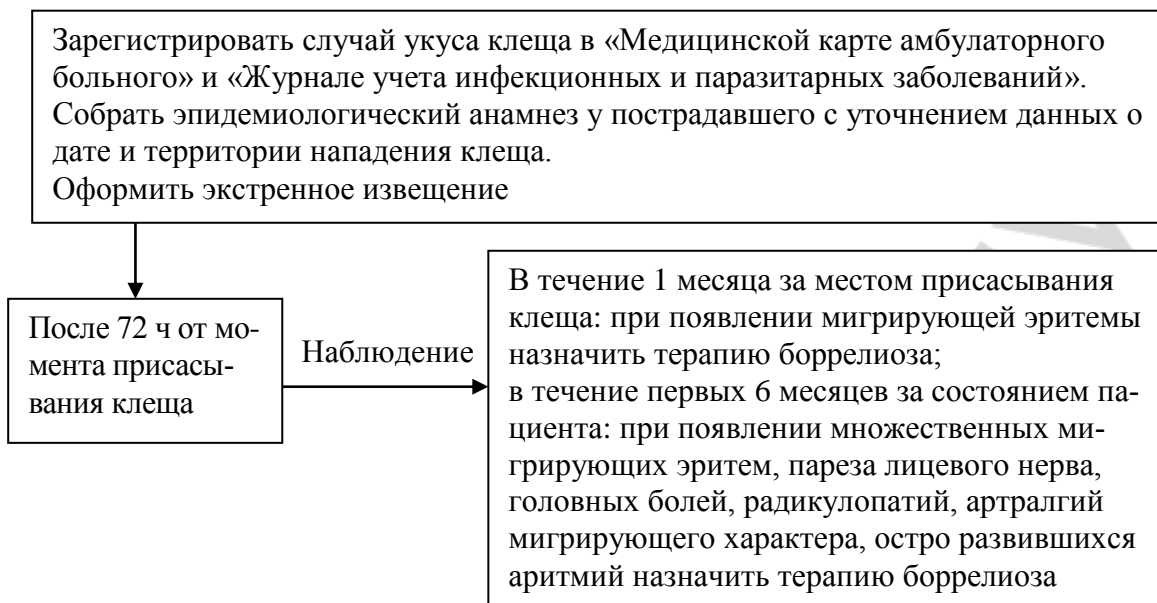 Зарегистрировать случай укуса клеща в «Медицинской карте амбулаторного
больного» и «Журнале учета инфекционных и паразитарных заболеваний».
Собрать эпидемиологический анамнез у пострадавшего с уточнением данных о
дате и территории нападения клеща.
Оформить экстренное извещение
После 72 ч от мо-
мента присасы-
вания клеща
Наблюдение
В течение 1 месяца за местом присасывания
клеща: при появлении мигрирующей эритемы
назначить терапию боррелиоза;
в течение первых 6 месяцев за состоянием па-
циента: при появлении множественных ми-
грирующих эритем, пареза лицевого нерва,
головных болей, радикулопатий, артралгий
мигрирующего характера, остро развившихся
аритмий назначить терапию боррелиоза